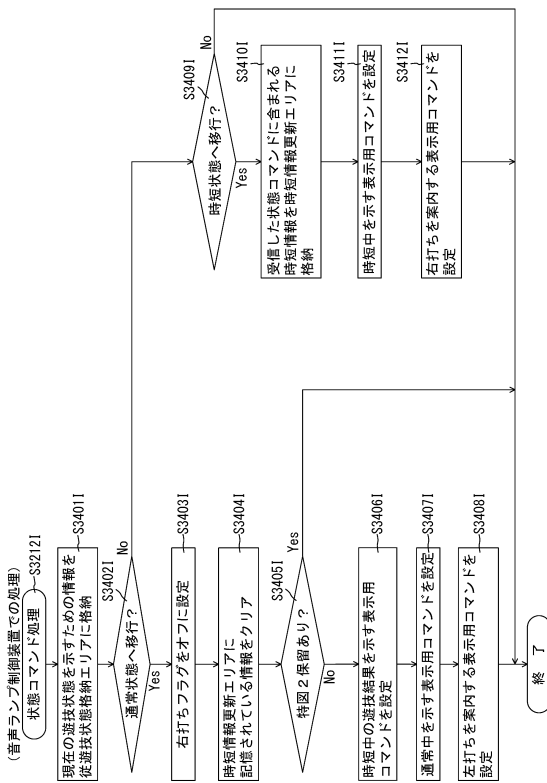 (音声ランプ制御装置での処理)
状態コマンド処理
S3212I
現在の遊技状態を示すための情報を
従遊技状態格納エリアに格納
S3401I
通常状態へ移行?
S3402I
No
Yes
右打ちフラグをオフに設定
S3403I
時短情報更新エリアに
記憶されている情報をクリア
S3404I
特図2保留あり?
S3405I
Yes
No
時短中の遊技結果を示す表示用
コマンドを設定
S3406I
通常中を示す表示用コマンドを設定
S3407I
左打ちを案内する表示用コマンドを
設定
S3408I
時短状態へ移行?
S3409I
No
Yes
受信した状態コマンドに含まれる
時短情報を時短情報更新エリアに
格納
S3410I
時短中を示す表示用コマンドを設定
S3411I
右打ちを案内する表示用コマンドを
設定
S3412I
終 了